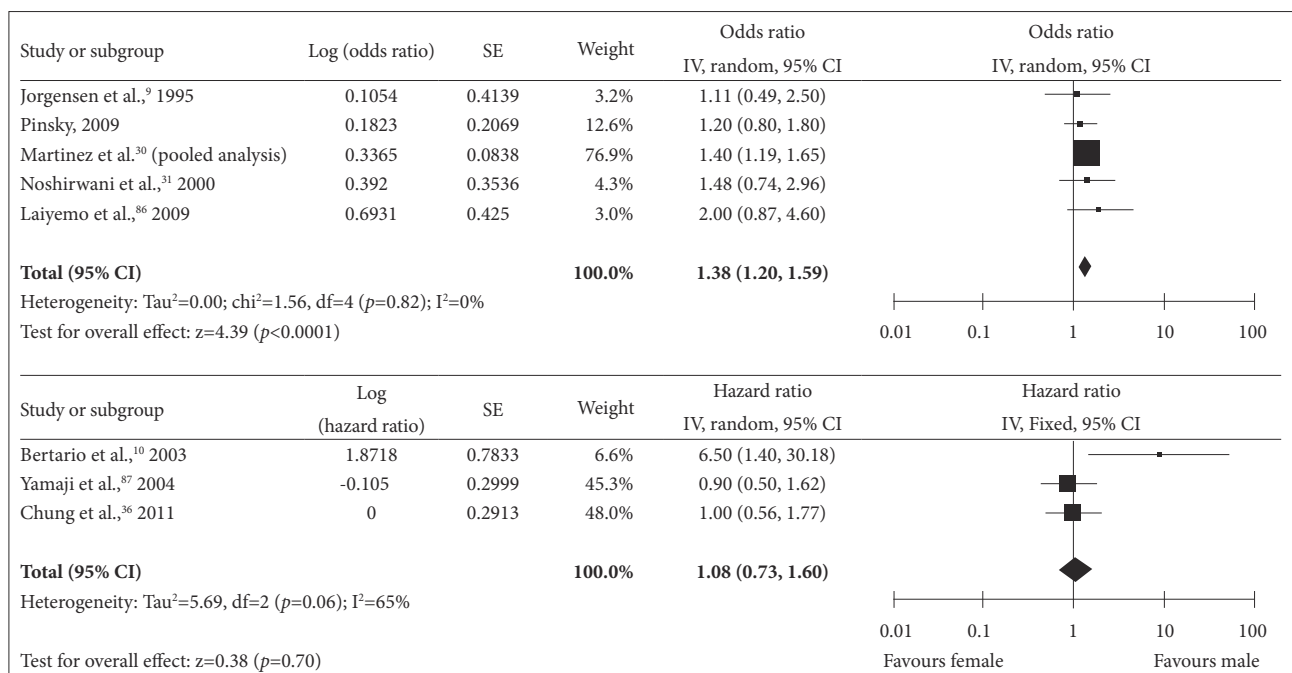 Study or subgroup Log (odds ratio) SE Weight Odds ratio IV, random, 95% CI Odds ratio IV, random, 95% CI
Jorgensen et al.,⁹ 1995 0.1054 0.4139 3.2% 1.11 (0.49, 2.50)
Pinsky, 2009 0.1823 0.2069 12.6% 1.20 (0.80, 1.80)
Martinez et al.³⁰ (pooled analysis) 0.3365 0.0838 76.9% 1.40 (1.19, 1.65)
Noshirwani et al.,³¹ 2000 0.392 0.3536 4.3% 1.48 (0.74, 2.96)
Laiyemo et al.,⁸⁶ 2009 0.6931 0.425 3.0% 2.00 (0.87, 4.60)
Total (95% CI) 100.0% 1.38 (1.20, 1.59)
Heterogeneity: Tau²=0.00; chi²=1.56, df=4 (p=0.82); I²=0%
Test for overall effect: z=4.39 (p<0.0001)
0.01 0.1 1 10 100
Study or subgroup Log (hazard ratio) SE Weight Hazard ratio IV, random, 95% CI Hazard ratio IV, Fixed, 95% CI
Bertario et al.,¹⁰ 2003 1.8718 0.7833 6.6% 6.50 (1.40, 30.18)
Yamaji et al.,⁸⁷ 2004 -0.105 0.2999 45.3% 0.90 (0.50, 1.62)
Chung et al.,³⁶ 2011 0 0.2913 48.0% 1.00 (0.56, 1.77)
Total (95% CI) 100.0% 1.08 (0.73, 1.60)
Heterogeneity: Tau²=5.69, df=2 (p=0.06); I²=65%
0.01 0.1 1 10 100
Test for overall effect: z=0.38 (p=0.70) Favours female Favours male